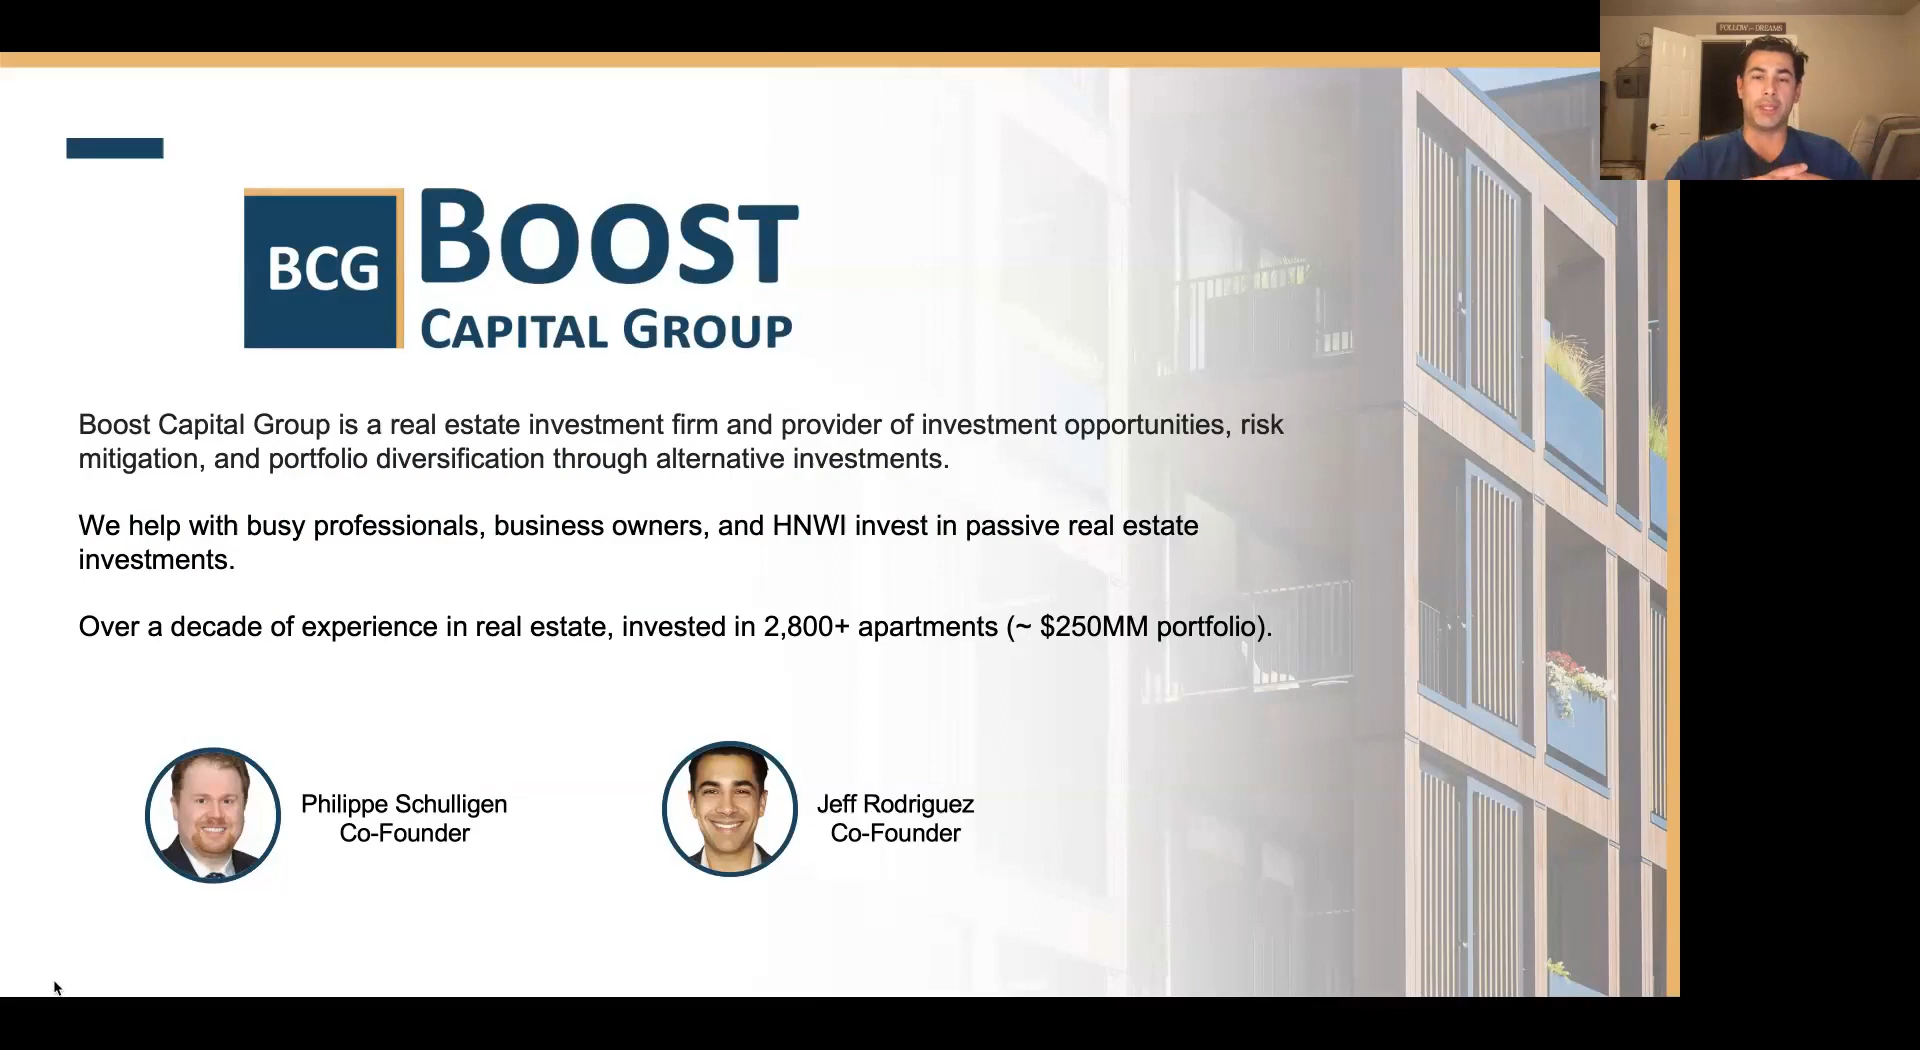 FOLLOW your DREAMS
BCG
BOOST
CAPITAL GROUP
Boost Capital Group is a real estate investment firm and provider of investment opportunities, risk
mitigation, and portfolio diversification through alternative investments.
We help with busy professionals, business owners, and HNWI invest in passive real estate
investments.
Over a decade of experience in real estate, invested in 2,800+ apartments (~ $250MM portfolio).
Philippe Schulligen
Co-Founder
Jeff Rodriguez
Co-Founder